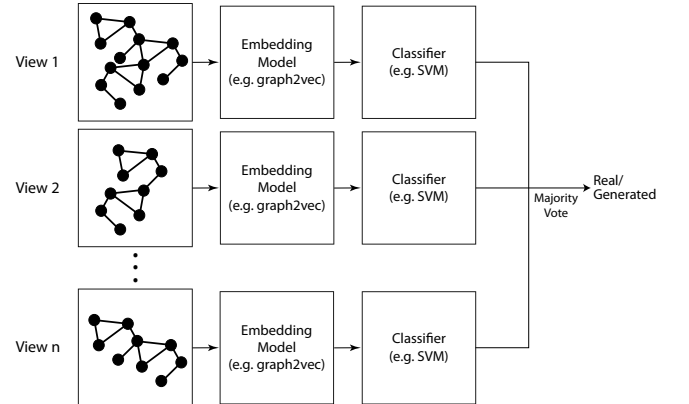 View 1
Embedding
Model
(e.g. graph2vec)
Classifier
(e.g. SVM)
View 2
Embedding
Model
(e.g. graph2vec)
Classifier
(e.g. SVM)
Majority
Vote
Real/
Generated
View n
Embedding
Model
(e.g. graph2vec)
Classifier
(e.g. SVM)